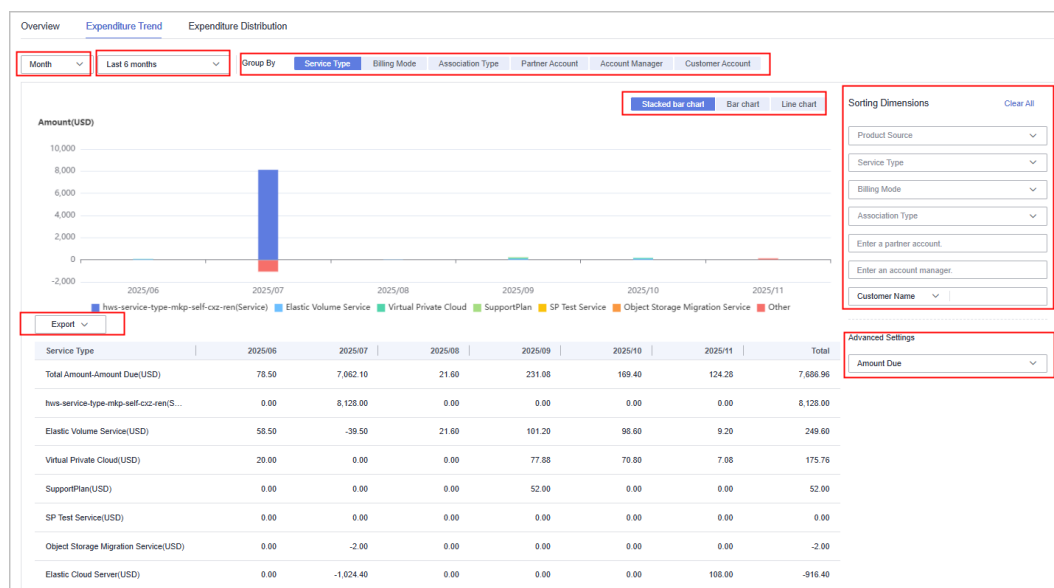 Overview Expenditure Trend Expenditure Distribution
Month Last 6 months Group By Service Type Billing Mode Association Type Partner Account Account Manager Customer Account
Stacked bar chart Bar chart Line chart
Sorting Dimensions Clear All
Amount(USD)
Product Source
Service Type
Billing Mode
Association Type
Enter a partner account.
Enter an account manager.
Customer Name
10,000
8,000
6,000
4,000
2,000
0
-2,000
2025/06 2025/07 2025/08 2025/09 2025/10 2025/11
hws-service-type-mkp-self-cxz-ren(Service) Elastic Volume Service Virtual Private Cloud SupportPlan SP Test Service Object Storage Migration Service Other
Export
Advanced Settings
Amount Due
Service Type 2025/06 2025/07 2025/08 2025/09 2025/10 2025/11 Total
Total Amount-Amount Due(USD) 78.50 7,062.10 21.60 231.08 169.40 124.28 7,686.96
hws-service-type-mkp-self-cxz-ren(S... 0.00 8,128.00 0.00 0.00 0.00 0.00 8,128.00
Elastic Volume Service(USD) 58.50 -39.50 21.60 101.20 98.60 9.20 249.60
Virtual Private Cloud(USD) 20.00 0.00 0.00 77.88 70.80 7.08 175.76
SupportPlan(USD) 0.00 0.00 0.00 52.00 0.00 0.00 52.00
SP Test Service(USD) 0.00 0.00 0.00 0.00 0.00 0.00 0.00
Object Storage Migration Service(USD) 0.00 -2.00 0.00 0.00 0.00 0.00 -2.00
Elastic Cloud Server(USD) 0.00 -1,024.40 0.00 0.00 0.00 108.00 -916.40